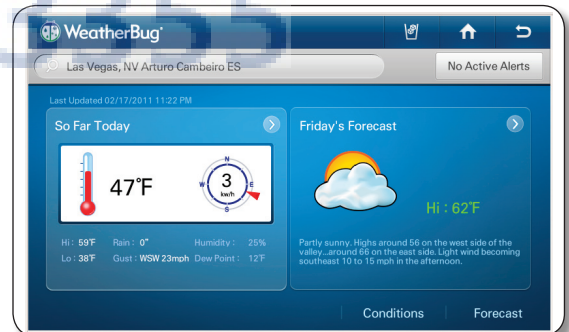 3355
WeatherBug®
Las Vegas, NV Arturo Cambeiro ES
No Active Alerts
Last Updated 02/17/2011 11:22 PM
So Far Today
N
47°F
W 3 E
kw/h
S
Hi : 59°F Rain : 0" Humidity : 25%
Lo : 38°F Gust : WSW 23mph Dew Point : 12°F
Friday's Forecast
Hi : 62°F
Partly sunny. Highs around 56 on the west side of the
valley...around 66 on the east side. Light wind becoming
southeast 10 to 15 mph in the afternoon.
Conditions Forecast